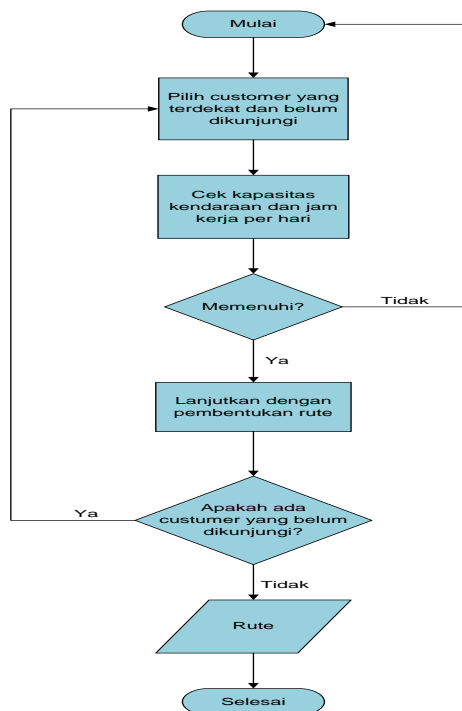 Mulai
Pilih customer yang
terdekat dan belum
dikunjungi
Cek kapasitas
kendaraan dan jam
kerja per hari
Memenuhi?
Tidak
Ya
Lanjutkan dengan
pembentukan rute
Apakah ada
custumer yang belum
dikunjungi?
Ya
Tidak
Rute
Selesai